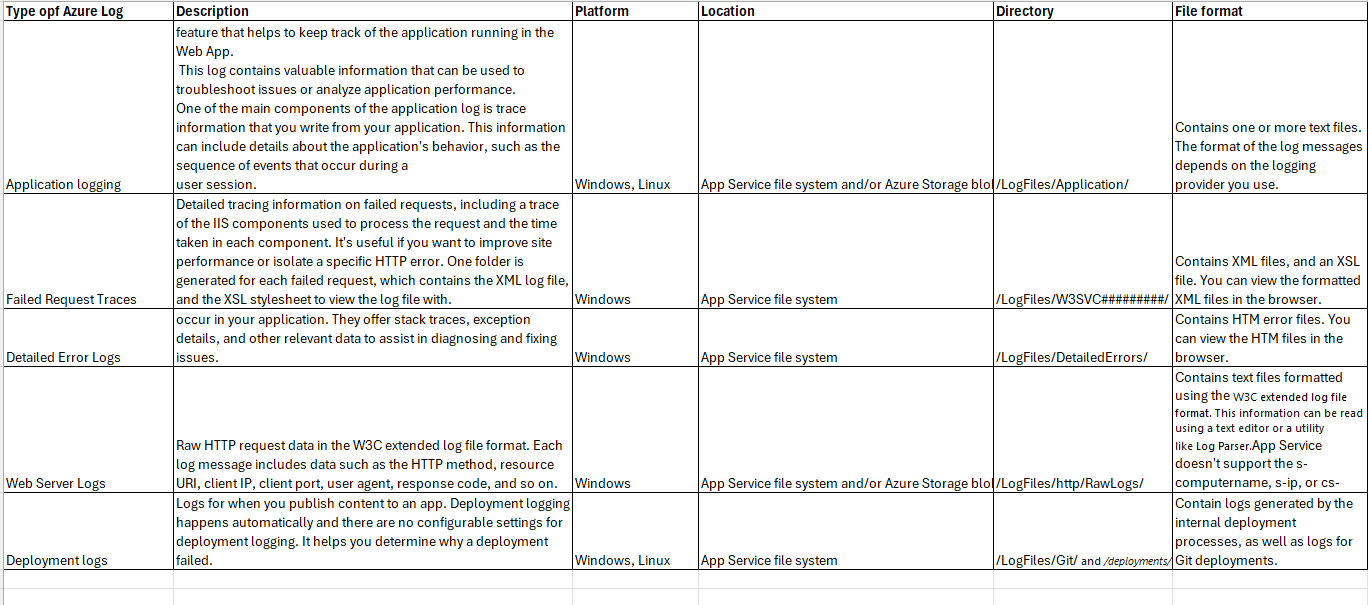 Type opf Azure Log Description Platform Location Directory File format
feature that helps to keep track of the application running in the
Web App.
This log contains valuable information that can be used to
troubleshoot issues or analyze application performance.
One of the main components of the application log is trace
information that you write from your application. This information
can include details about the application's behavior, such as the
sequence of events that occur during a
user session.
Application logging
Windows, Linux
App Service file system and/or Azure Storage blol
/LogFiles/Application/
Contains one or more text files.
The format of the log messages
depends on the logging
provider you use.
Detailed tracing information on failed requests, including a trace
of the IIS components used to process the request and the time
taken in each component. It's useful if you want to improve site
performance or isolate a specific HTTP error. One folder is
generated for each failed request, which contains the XML log file,
and the XSL stylesheet to view the log file with.
Failed Request Traces
Windows
App Service file system
/LogFiles/W3SVC#########/
Contains XML files, and an XSL
file. You can view the formatted
XML files in the browser.
occur in your application. They offer stack traces, exception
details, and other relevant data to assist in diagnosing and fixing
issues.
Detailed Error Logs
Windows
App Service file system
/LogFiles/DetailedErrors/
Contains HTM error files. You
can view the HTM files in the
browser.
Raw HTTP request data in the W3C extended log file format. Each
log message includes data such as the HTTP method, resource
URI, client IP, client port, user agent, response code, and so on.
Web Server Logs
Windows
App Service file system and/or Azure Storage blol
/LogFiles/http/RawLogs/
Contains text files formatted
using the W3C extended log file
format. This information can be read
using a text editor or a utility
like Log Parser.App Service
doesn't support the s-
computername, s-ip, or cs-
Logs for when you publish content to an app. Deployment logging
happens automatically and there are no configurable settings for
deployment logging. It helps you determine why a deployment
failed.
Deployment logs
Windows, Linux
App Service file system
/LogFiles/Git/ and /deployments/
Contain logs generated by the
internal deployment
processes, as well as logs for
Git deployments.